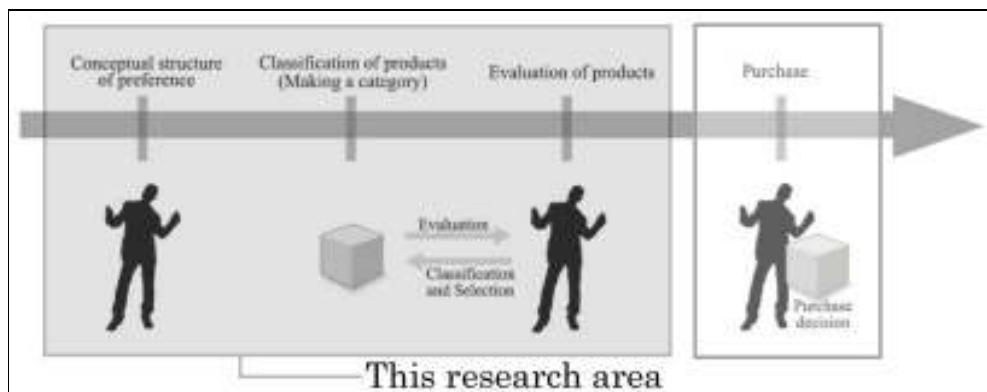 Conceptual structure
of preference
Classification of products
(Making a category)
Evaluation of products
Purchase
Evaluation
Classification
and Selection
Purchase
decision
This research area